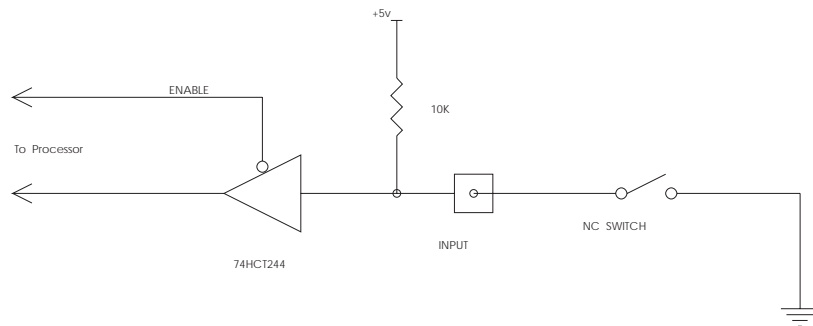 +5v
ENABLE
10K
To Processor
NC SWITCH
INPUT
74HCT244